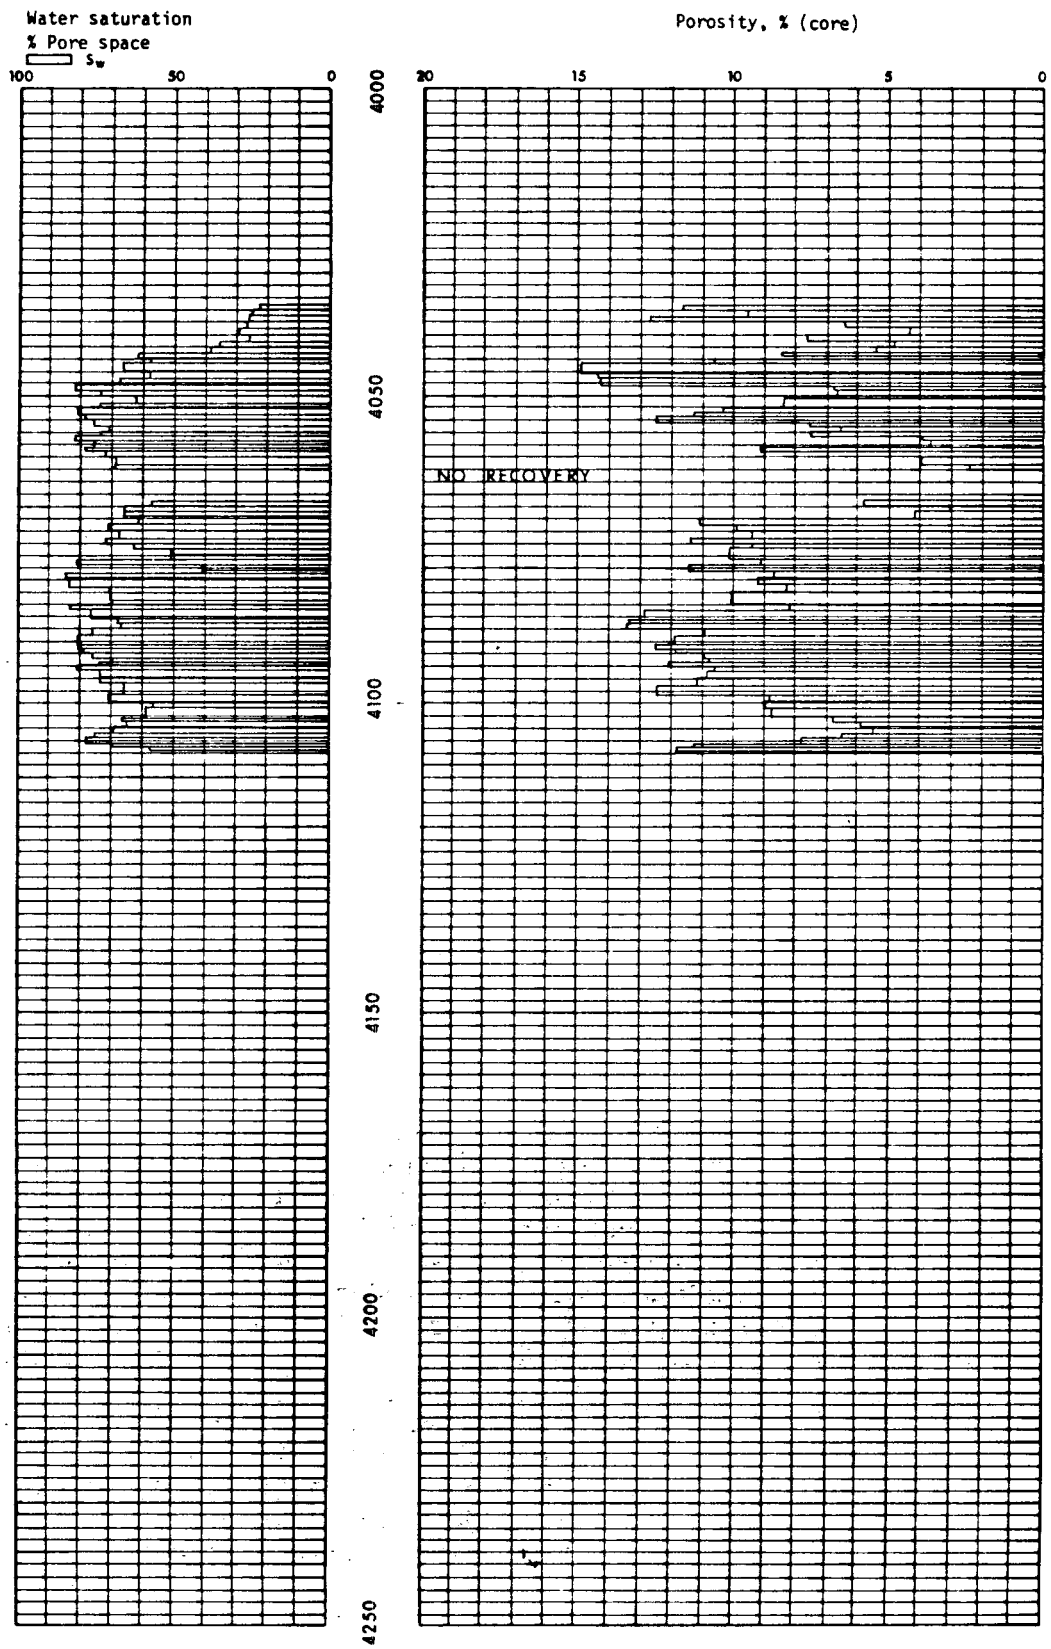 Water saturation
% Pore space
Sw
Porosity, % (core)
100 50 0
20 15 10 5 0
4000
4050
NO RECOVERY
4100
4150
4200
4250